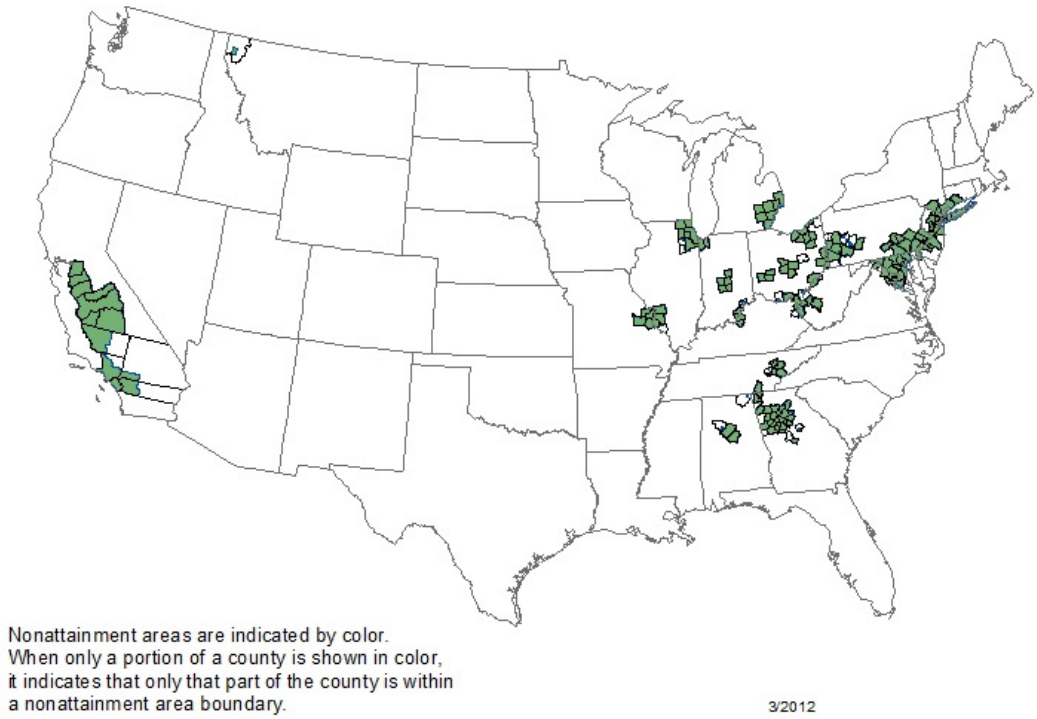 Nonattainment areas are indicated by color.
When only a portion of a county is shown in color,
it indicates that only that part of the county is within
a nonattainment area boundary.
3/2012